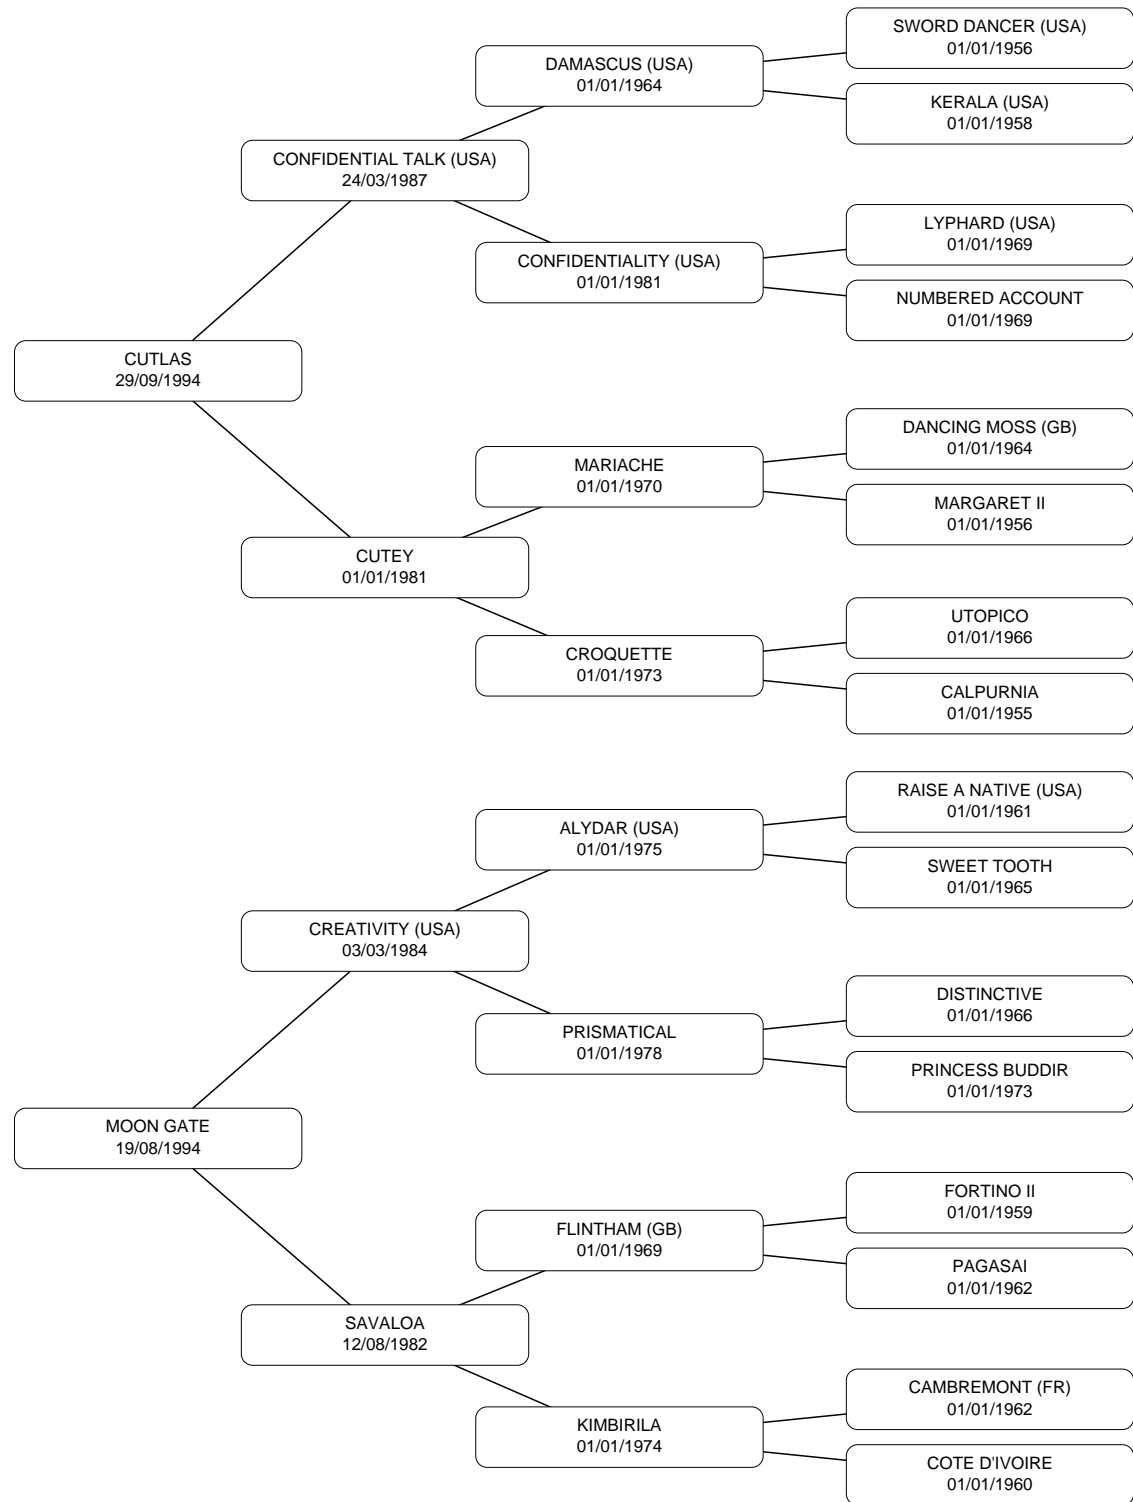 SWORD DANCER (USA)
01/01/1956
DAMASCUS (USA)
01/01/1964
KERALA (USA)
01/01/1958
CONFIDENTIAL TALK (USA)
24/03/1987
LYPHARD (USA)
01/01/1969
CONFIDENTIALITY (USA)
01/01/1981
NUMBERED ACCOUNT
01/01/1969
CUTLAS
29/09/1994
DANCING MOSS (GB)
01/01/1964
MARIACHE
01/01/1970
MARGARET II
01/01/1956
CUTEY
01/01/1981
UTOPICO
01/01/1966
CROQUETTE
01/01/1973
CALPURNIA
01/01/1955
RAISE A NATIVE (USA)
01/01/1961
ALYDAR (USA)
01/01/1975
SWEET TOOTH
01/01/1965
CREATIVITY (USA)
03/03/1984
DISTINCTIVE
01/01/1966
PRISMATICAL
01/01/1978
PRINCESS BUDDIR
01/01/1973
MOON GATE
19/08/1994
FORTINO II
01/01/1959
FLINTHAM (GB)
01/01/1969
PAGASAI
01/01/1962
SAVALOA
12/08/1982
CAMBREMONT (FR)
01/01/1962
KIMBIRILA
01/01/1974
COTE D'IVOIRE
01/01/1960